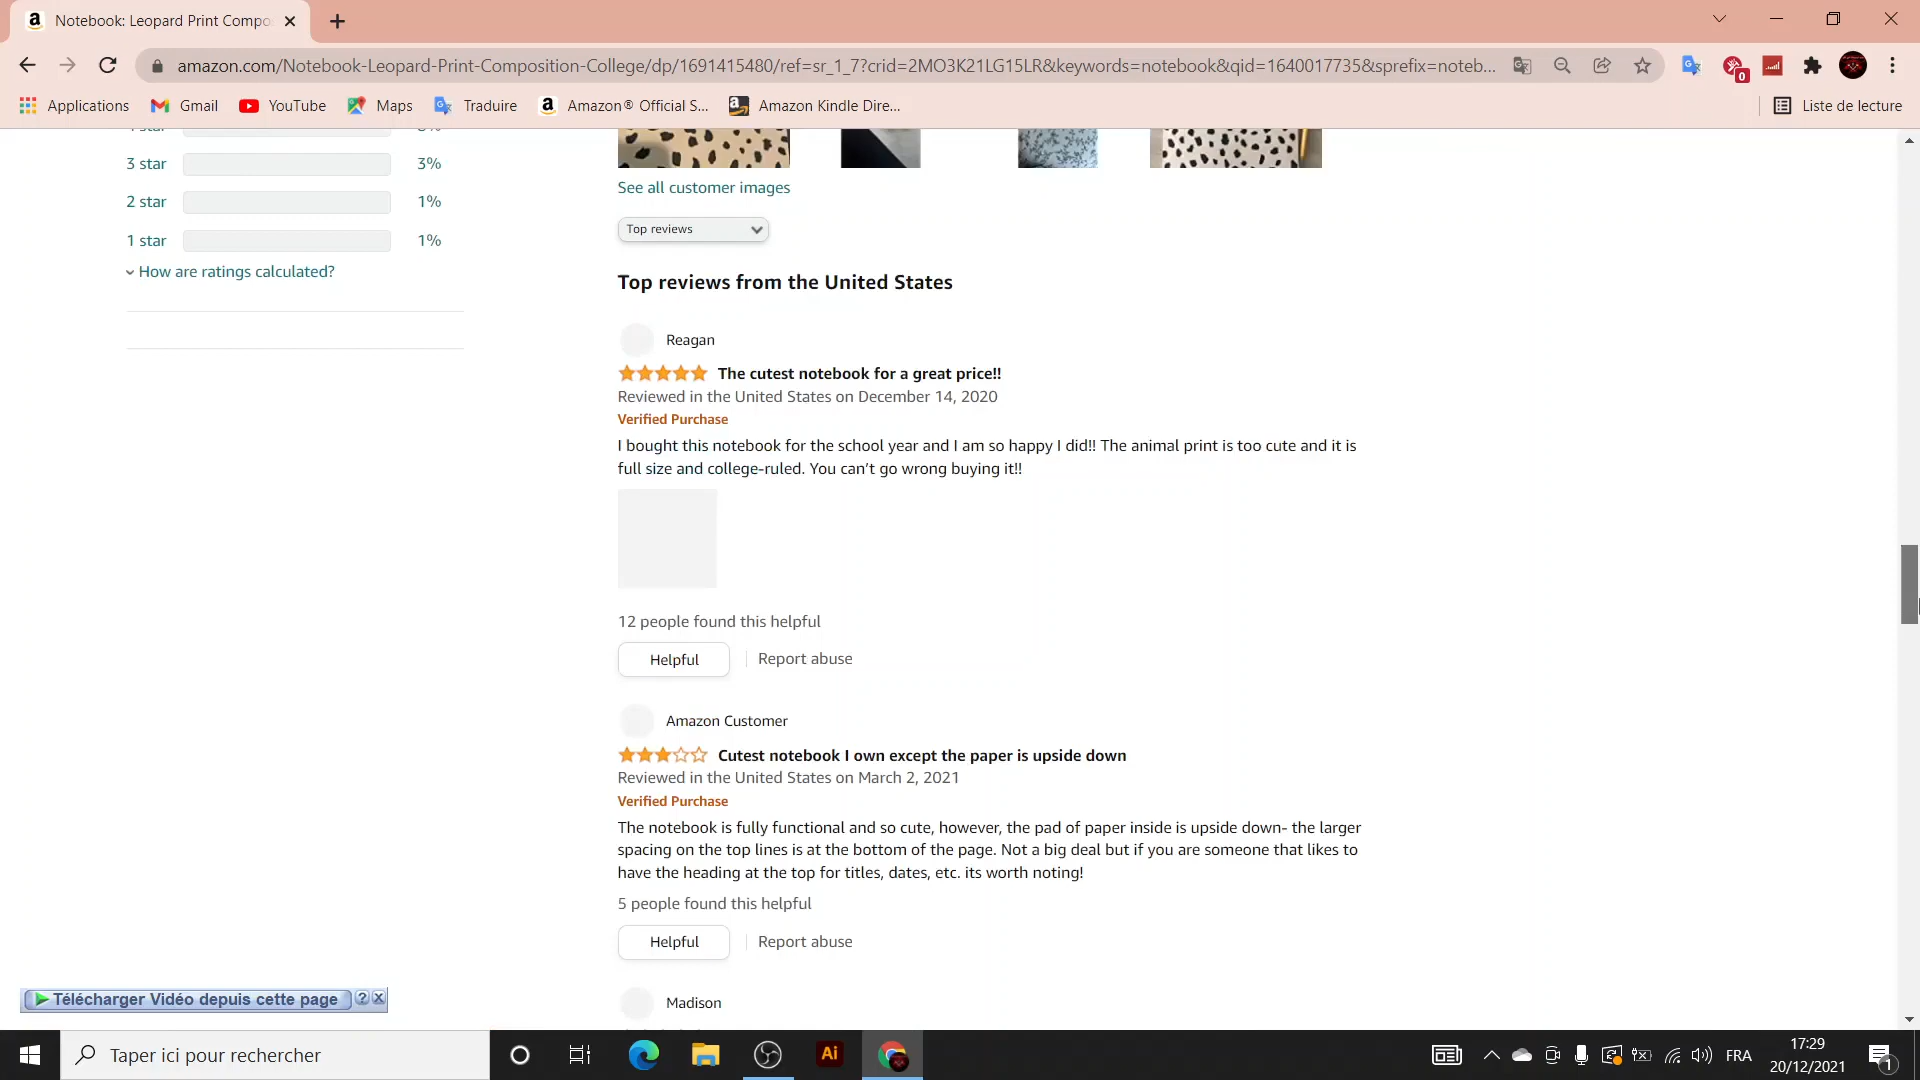 Notebook: Leopard Print Compo
amazon.com/Notebook-Leopard-Print-Composition-College/dp/1691415480/ref=sr_1_7?crid=2MO3K21LG15LR&keywords=notebook&qid=1640017735&sprefix=noteb...
0
Applications
Gmail
YouTube
Maps
Traduire
Amazon® Official S...
Amazon Kindle Dire...
Liste de lecture
3 star 3%
2 star 1%
1 star 1%
How are ratings calculated?
See all customer images
Top reviews
Top reviews from the United States
Reagan
The cutest notebook for a great price!!
Reviewed in the United States on December 14, 2020
Verified Purchase
I bought this notebook for the school year and I am so happy I did!! The animal print is too cute and it is
full size and college-ruled. You can’t go wrong buying it!!
12 people found this helpful
Helpful
Report abuse
Amazon Customer
Cutest notebook I own except the paper is upside down
Reviewed in the United States on March 2, 2021
Verified Purchase
The notebook is fully functional and so cute, however, the pad of paper inside is upside down- the larger
spacing on the top lines is at the bottom of the page. Not a big deal but if you are someone that likes to
have the heading at the top for titles, dates, etc. its worth noting!
5 people found this helpful
Helpful
Report abuse
Madison
Télécharger Vidéo depuis cette page
Taper ici pour rechercher
Ai
FRA
17:29
20/12/2021
1